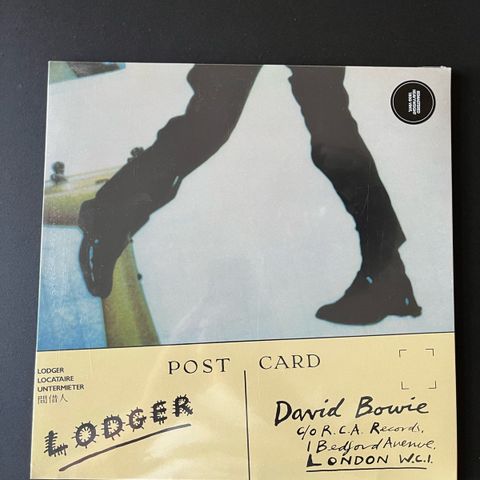 LODGER
LOCATAIRE
UNTERMIETER
間借人
LODGER
POST CARD
David Bowie
c/o R.C.A. Records,
1 Bedford Avenue.
LONDON W.C.1.